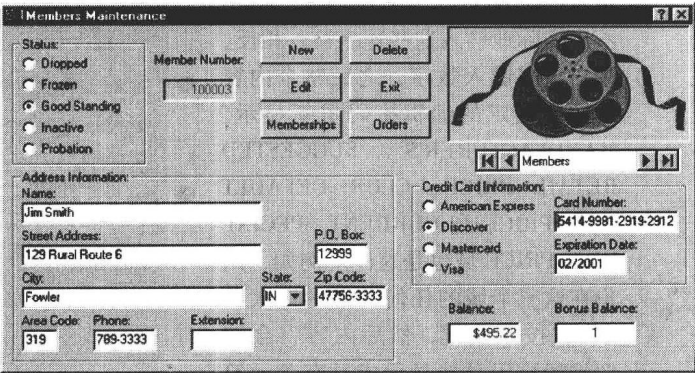 Members Maintenance
? X
Status:
Dropped
Frozen
Good Standing
Inactive
Probation
Member Number:
100003
New
Delete
Edit
Exit
Memberships
Orders
Members
Address Information:
Name:
Jim Smith
Street Address:
129 Rural Route 6
P.O. Box:
12999
City:
Fowler
State:
IN
Zip Code:
47756-3333
Area Code:
319
Phone:
789-3333
Extension:
Credit Card Information:
American Express
Discover
Mastercard
Visa
Card Number:
5414-9981-2919-2912
Expiration Date:
02/2001
Balance:
$495.22
Bonus Balance:
1